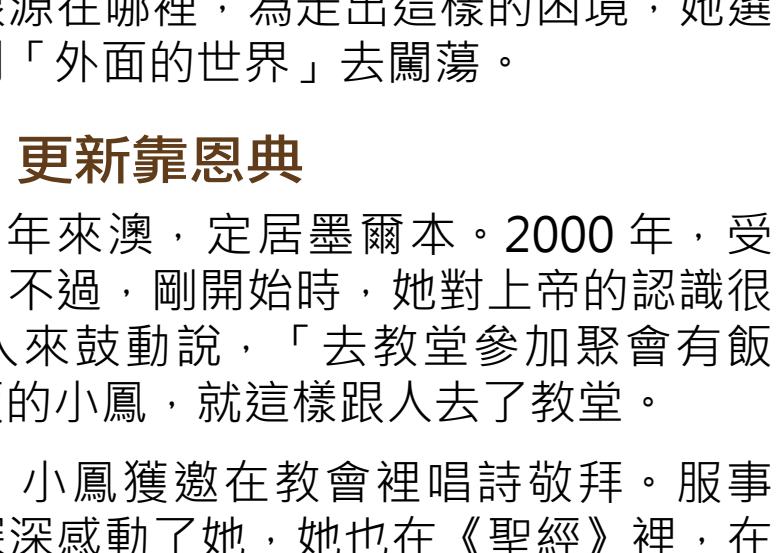 源在哪裡，為走出這樣的困境，她選
「外面的世界」去闖蕩。
更新靠恩典
年來澳，定居墨爾本。2000 年，受
不過，剛開始時，她對上帝的認識很
人來鼓動說，「去教堂參加聚會有飯
的小鳳，就這樣跟人去了教堂。
小鳳獲邀在教會裡唱詩敬拜。服事
深感動了她，她也在《聖經》裡，在